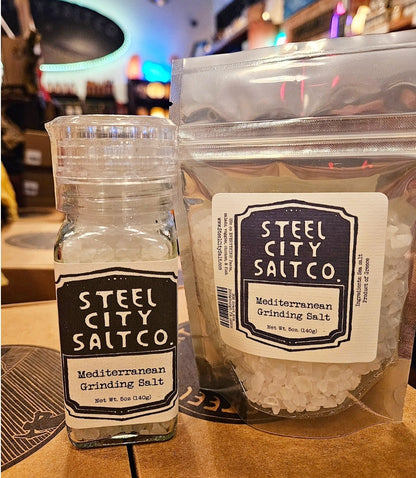 STEEL
CITY
SALTCO.
Mediterranean
Grinding Salt
Net Wt. 5oz (140g)
STEEL
CITY
SALTCO.
Mediterranean
Grinding Salt
Net Wt. 5oz (140g)
Ingredients: Sea salt
Product of Greece